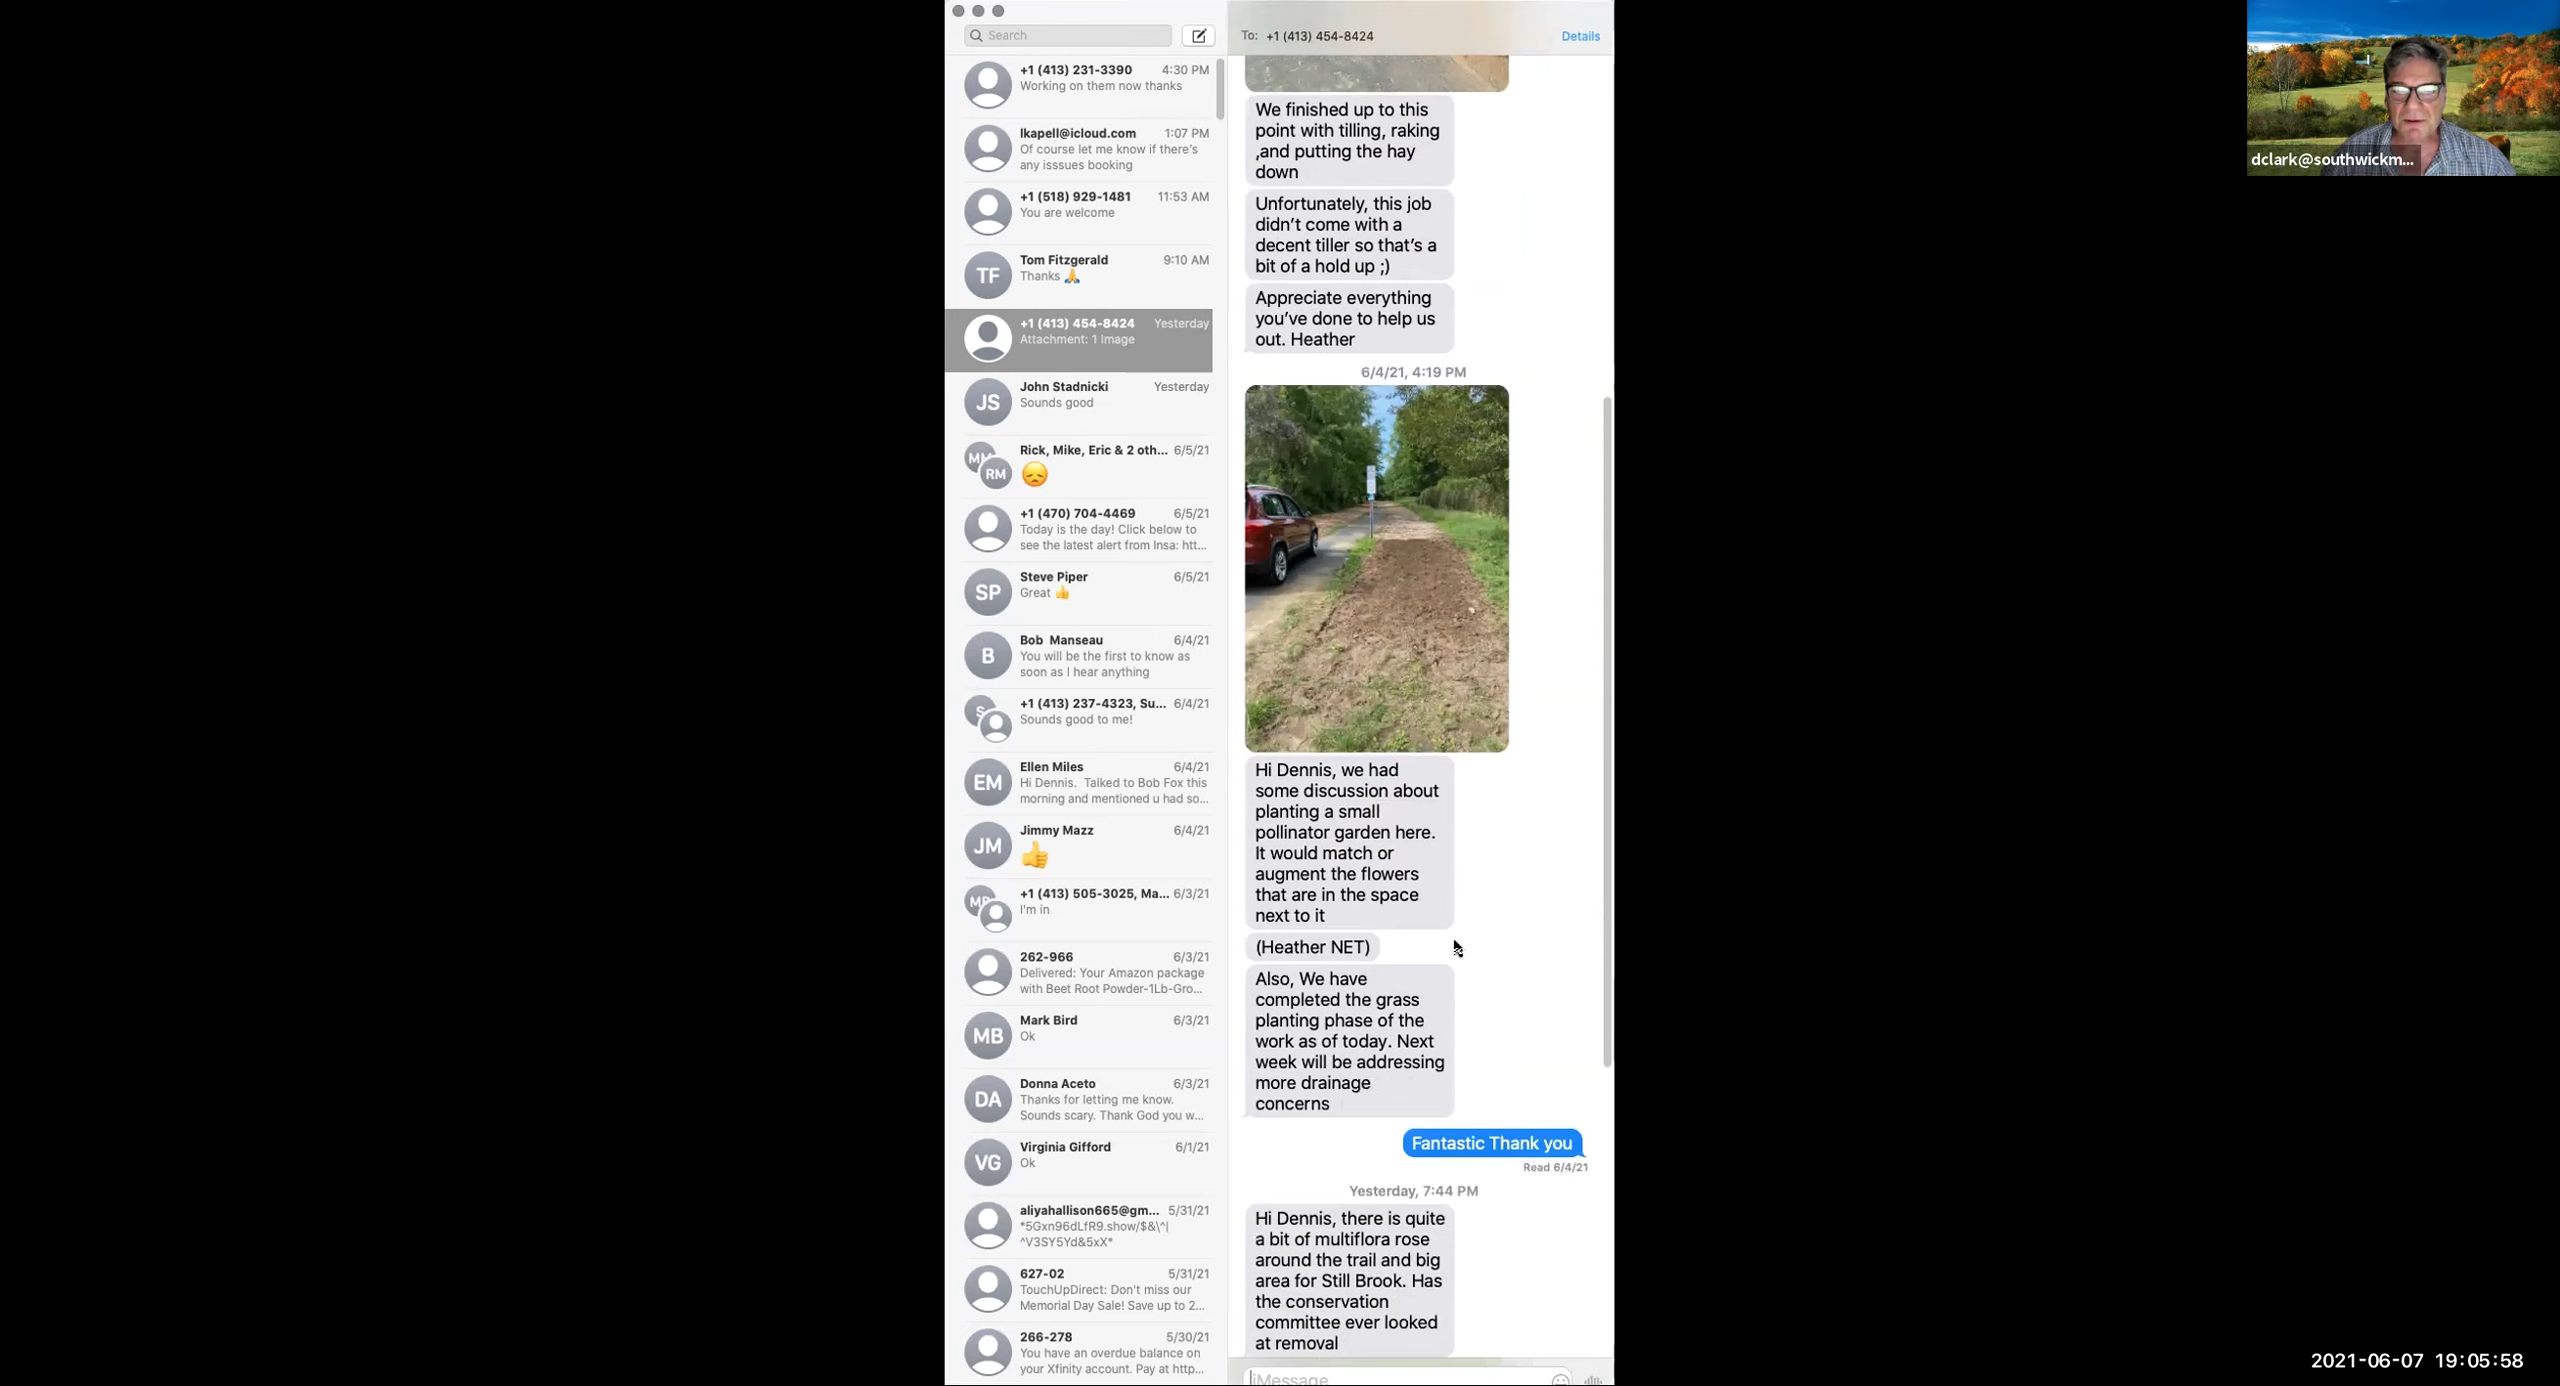 Search
+1 (413) 231-3390 4:30 PM
Working on them now thanks
lkapell@icloud.com 1:07 PM
Of course let me know if there's
any isssues booking
+1 (518) 929-1481 11:53 AM
You are welcome
Tom Fitzgerald 9:10 AM
TF
Thanks 🙏
+1 (413) 454-8424 Yesterday
Attachment: 1 Image
John Stadnicki Yesterday
JS
Sounds good
Rick, Mike, Eric & 2 oth... 6/5/21
MM
RM
😞
+1 (470) 704-4469 6/5/21
Today is the day! Click below to
see the latest alert from Insa: htt...
Steve Piper 6/5/21
SP
Great 👍
Bob Manseau 6/4/21
B
You will be the first to know as
soon as I hear anything
+1 (413) 237-4323, Su... 6/4/21
S
Sounds good to me!
Ellen Miles 6/4/21
EM
Hi Dennis. Talked to Bob Fox this
morning and mentioned u had so...
Jimmy Mazz 6/4/21
JM
👍
+1 (413) 505-3025, Ma... 6/3/21
I'm in
262-966 6/3/21
Delivered: Your Amazon package
with Beet Root Powder-1Lb-Gro...
Mark Bird 6/3/21
MB
Ok
Donna Aceto 6/3/21
DA
Thanks for letting me know.
Sounds scary. Thank God you w...
Virginia Gifford 6/1/21
VG
Ok
aliyahallison665@gm... 5/31/21
*5Gxn96dLfR9.show/$&\^|
^V3SY5Yd&5xX*
627-02 5/31/21
TouchUpDirect: Don't miss our
Memorial Day Sale! Save up to 2...
266-278 5/30/21
You have an overdue balance on
your Xfinity account. Pay at http...
To: +1 (413) 454-8424 Details
We finished up to this
point with tilling, raking
,and putting the hay
down
Unfortunately, this job
didn't come with a
decent tiller so that's a
bit of a hold up ;)
Appreciate everything
you've done to help us
out. Heather
6/4/21, 4:19 PM
Hi Dennis, we had
some discussion about
planting a small
pollinator garden here.
It would match or
augment the flowers
that are in the space
next to it
(Heather NET)
Also, We have
completed the grass
planting phase of the
work as of today. Next
week will be addressing
more drainage
concerns
Fantastic Thank you
Read 6/4/21
Yesterday, 7:44 PM
Hi Dennis, there is quite
a bit of multiflora rose
around the trail and big
area for Still Brook. Has
the conservation
committee ever looked
at removal
iMessage
dclark@southwickm...
2021-06-07 19:05:58